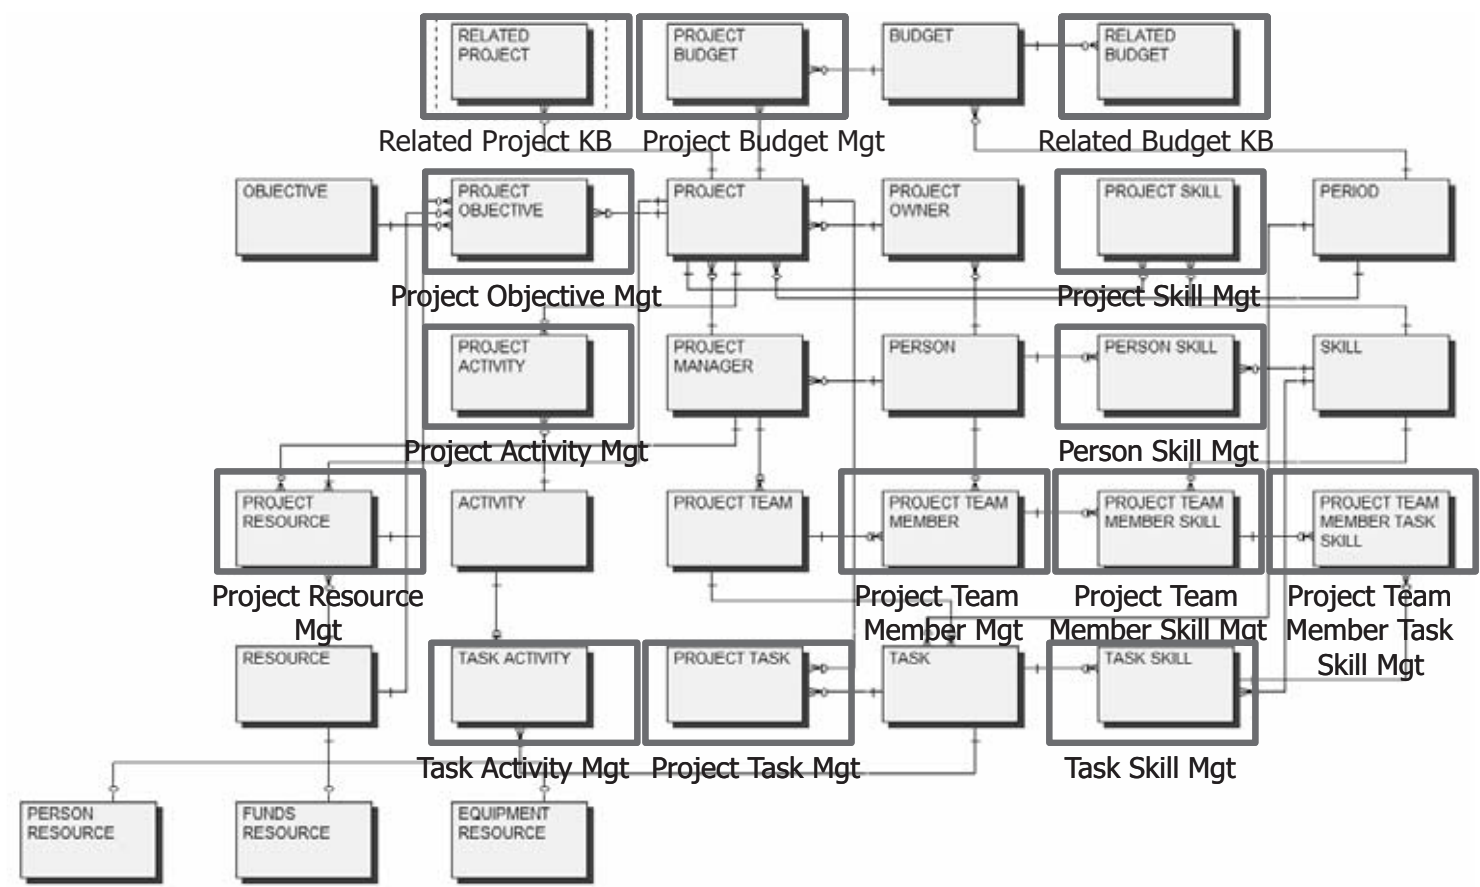 RELATED
PROJECT
PROJECT
BUDGET
BUDGET
RELATED
BUDGET
Related Project KB
Project Budget Mgt
Related Budget KB
OBJECTIVE
PROJECT
OBJECTIVE
PROJECT
PROJECT
OWNER
PROJECT SKILL
PERIOD
Project Objective Mgt
Project Skill Mgt
PROJECT
ACTIVITY
PROJECT
MANAGER
PERSON
PERSON SKILL
SKILL
Project Activity Mgt
Person Skill Mgt
PROJECT
RESOURCE
ACTIVITY
PROJECT TEAM
PROJECT TEAM
MEMBER
PROJECT TEAM
MEMBER SKILL
PROJECT TEAM
MEMBER TASK
SKILL
Project Resource
Mgt
Project Team
Member Mgt
Project Team
Member Skill Mgt
Project Team
Member Task
Skill Mgt
RESOURCE
TASK ACTIVITY
PROJECT TASK
TASK
TASK SKILL
Task Activity Mgt
Project Task Mgt
Task Skill Mgt
PERSON
RESOURCE
FUNDS
RESOURCE
EQUIPMENT
RESOURCE